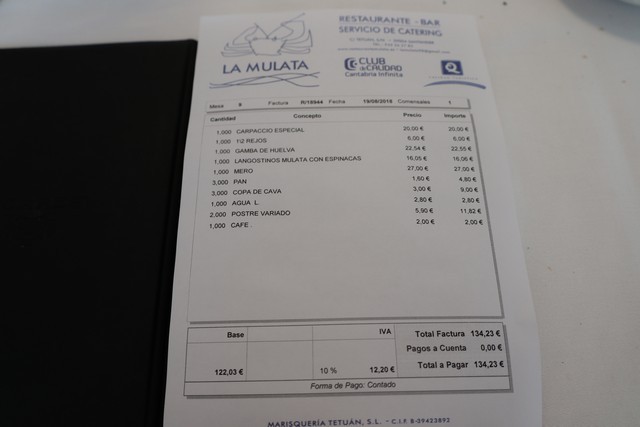 RESTAURANTE - BAR
SERVICIO DE CATERING
LA MULATA
CLUB de CALIDAD
Cantabria Infinita
Q
Mesa 9 Factura R/18944 Fecha 19/08/2019 Comensales 1
Cantidad Concepto Precio Importe
1,000 CARPACCIO ESPECIAL 20,00 € 20,00 €
1,000 1\2 REJOS 6,00 € 6,00 €
1,000 GAMBA DE HUELVA 22,54 € 22,55 €
1,000 LANGOSTINOS MULATA CON ESPINACAS 16,05 € 16,06 €
1,000 MERO 27,00 € 27,00 €
3,000 PAN 1,60 € 4,80 €
3,000 COPA DE CAVA 3,00 € 9,00 €
1,000 AGUA L. 2,80 € 2,80 €
2,000 POSTRE VARIADO 5,90 € 11,82 €
1,000 CAFE . 2,00 € 2,00 €
Base IVA Total Factura 134,23 €
Pagos a Cuenta 0,00 €
122,03 € 10 % 12,20 € Total a Pagar 134,23 €
Forma de Pago: Contado
MARISQUERÍA TETUÁN, S.L. - C.I.F. B-39423892